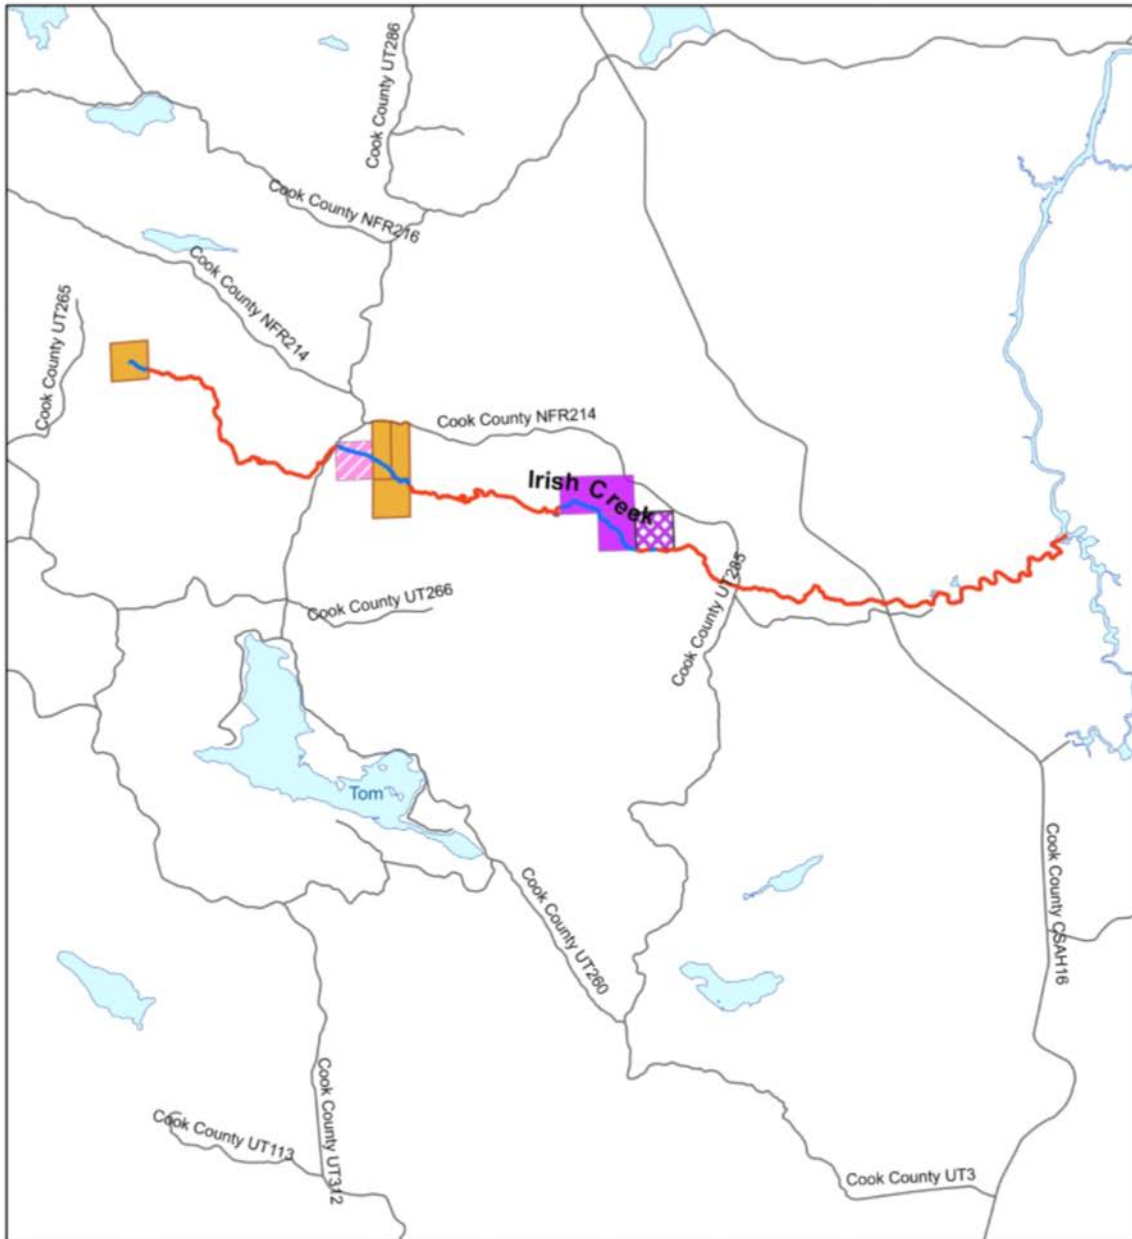 Cook County UT286
Cook County NFR216
Cook County NFR214
Cook County UT265
Cook County NFR214
Irish Creek
Cook County UT285
Cook County UT266
Tom
Cook County CSAH16
Cook County UT260
Cook County UT312
Cook County UT113
Cook County UT3